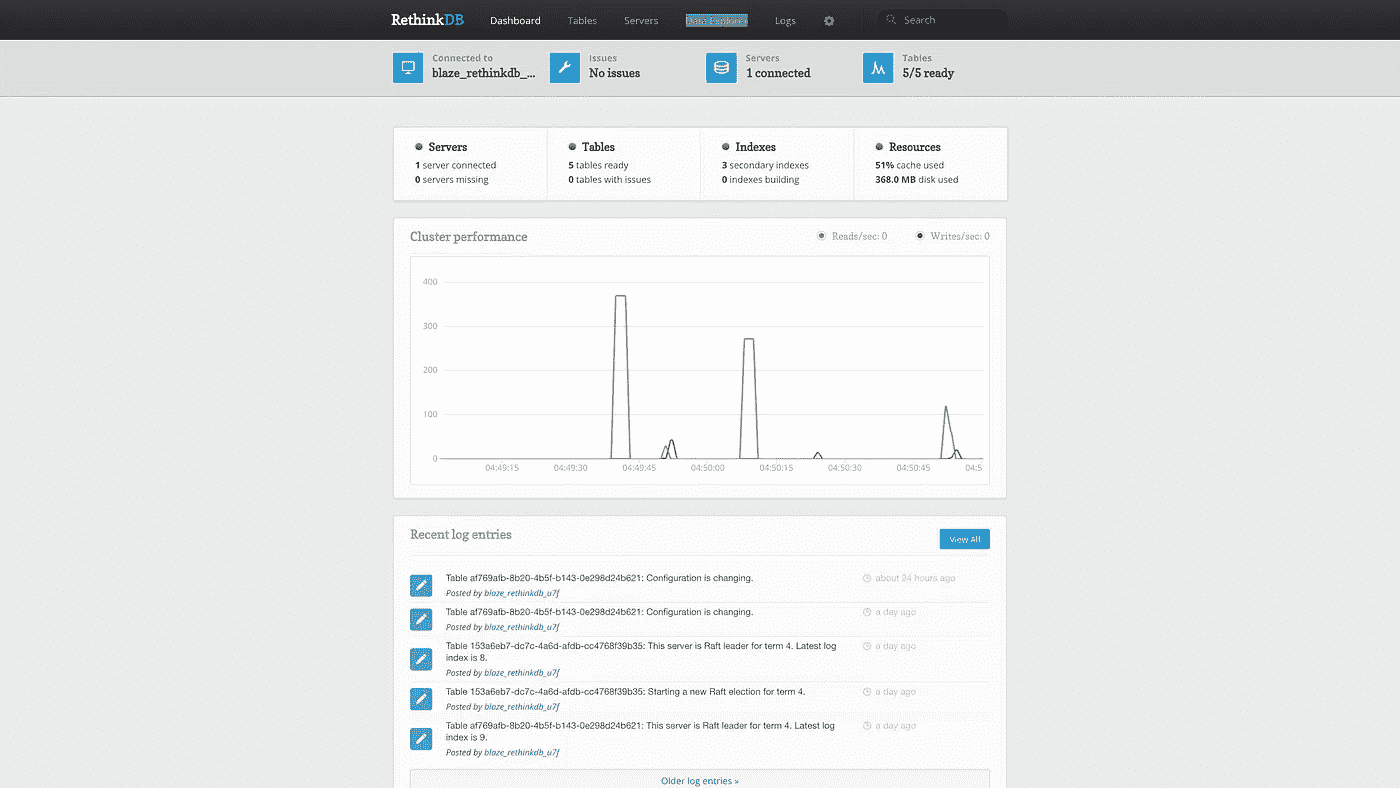 RethinkDB Dashboard Tables Servers Data Explorer Logs Search
Connected to
blaze_rethinkdb_...
Issues
No issues
Servers
1 connected
Tables
5/5 ready
Servers
1 server connected
0 servers missing
Tables
5 tables ready
0 tables with issues
Indexes
3 secondary indexes
0 indexes building
Resources
51% cache used
368.0 MB disk used
Cluster performance
Reads/sec: 0 Writes/sec: 0
400
300
200
100
0
04:49:15 04:49:30 04:49:45 04:50:00 04:50:15 04:50:30 04:50:45 04:5
Recent log entries
View All
Table af769afb-8b20-4b5f-b143-0e298d24b621: Configuration is changing. about 24 hours ago
Posted by blaze_rethinkdb_u7f
Table af769afb-8b20-4b5f-b143-0e298d24b621: Configuration is changing. a day ago
Posted by blaze_rethinkdb_u7f
Table 153a6eb7-dc7c-4a6d-afdb-cc4768f39b35: This server is Raft leader for term 4. Latest log a day ago
index is 8.
Posted by blaze_rethinkdb_u7f
Table 153a6eb7-dc7c-4a6d-afdb-cc4768f39b35: Starting a new Raft election for term 4. a day ago
Posted by blaze_rethinkdb_u7f
Table af769afb-8b20-4b5f-b143-0e298d24b621: This server is Raft leader for term 4. Latest log a day ago
index is 9.
Posted by blaze_rethinkdb_u7f
Older log entries »